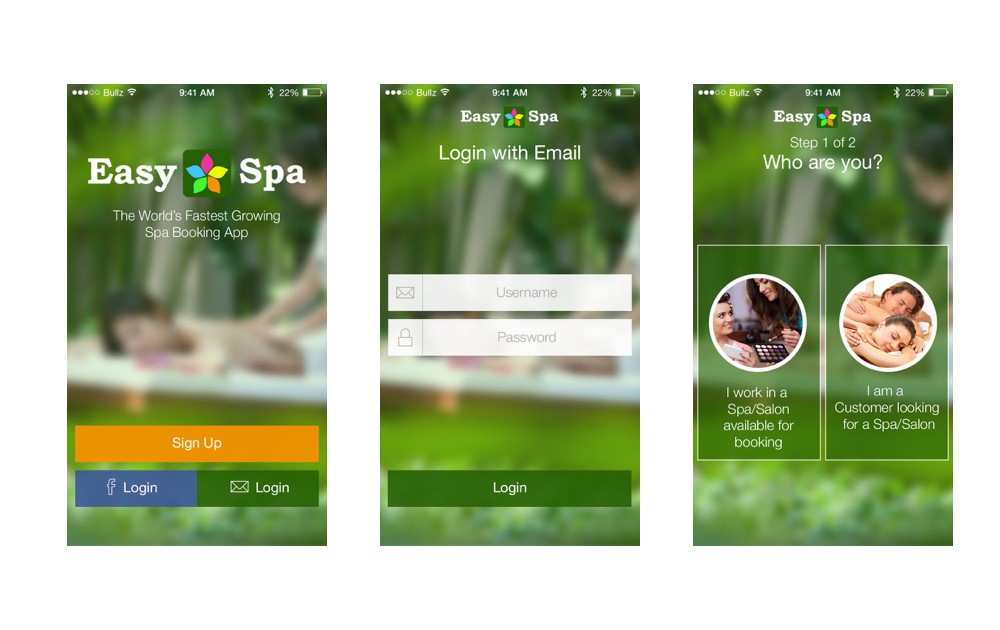 Bullz 9:41 AM 22%
Easy Spa
The World's Fastest Growing
Spa Booking App
Sign Up
f Login
Login
Bullz 9:41 AM 22%
Easy Spa
Login with Email
Username
Password
Login
Bullz 9:41 AM 22%
Easy Spa
Step 1 of 2
Who are you?
I work in a
Spa/Salon
available for
booking
I am a
Customer looking
for a Spa/Salon